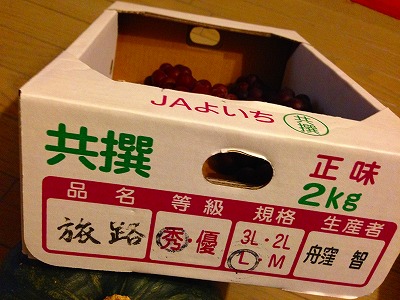 JAよいち
共撰
共撰
正味
2kg
品名 等級 規格 生産者
旅路 秀・優 3L・2L 舟窪 智
L・M